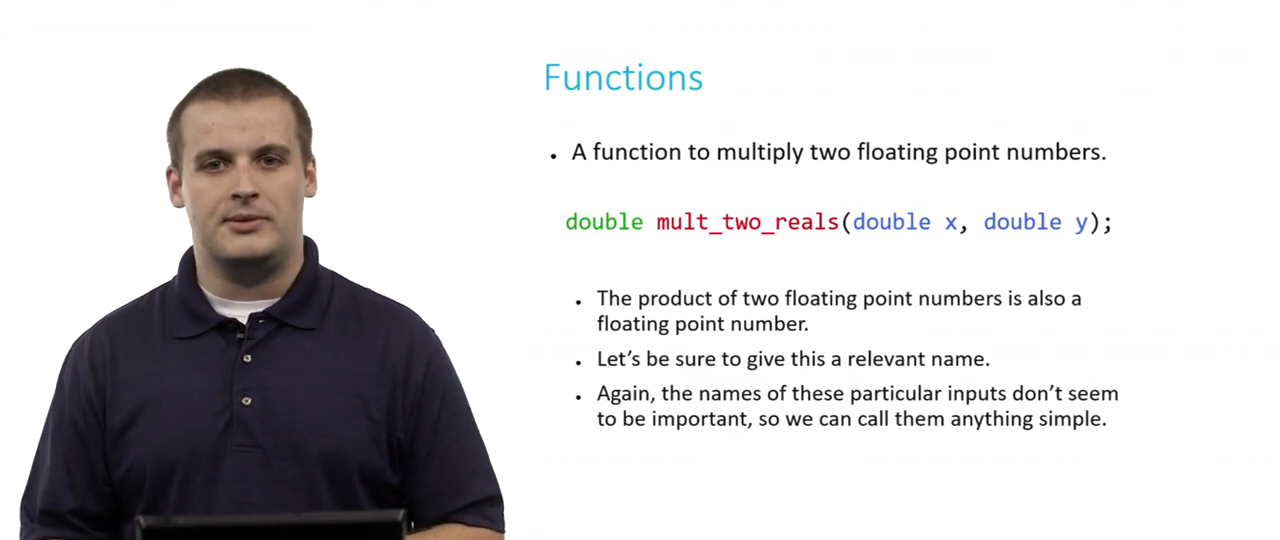 Functions
• A function to multiply two floating point numbers.
double mult_two_reals(double x, double y);
• The product of two floating point numbers is also a
floating point number.
• Let’s be sure to give this a relevant name.
• Again, the names of these particular inputs don’t seem
to be important, so we can call them anything simple.